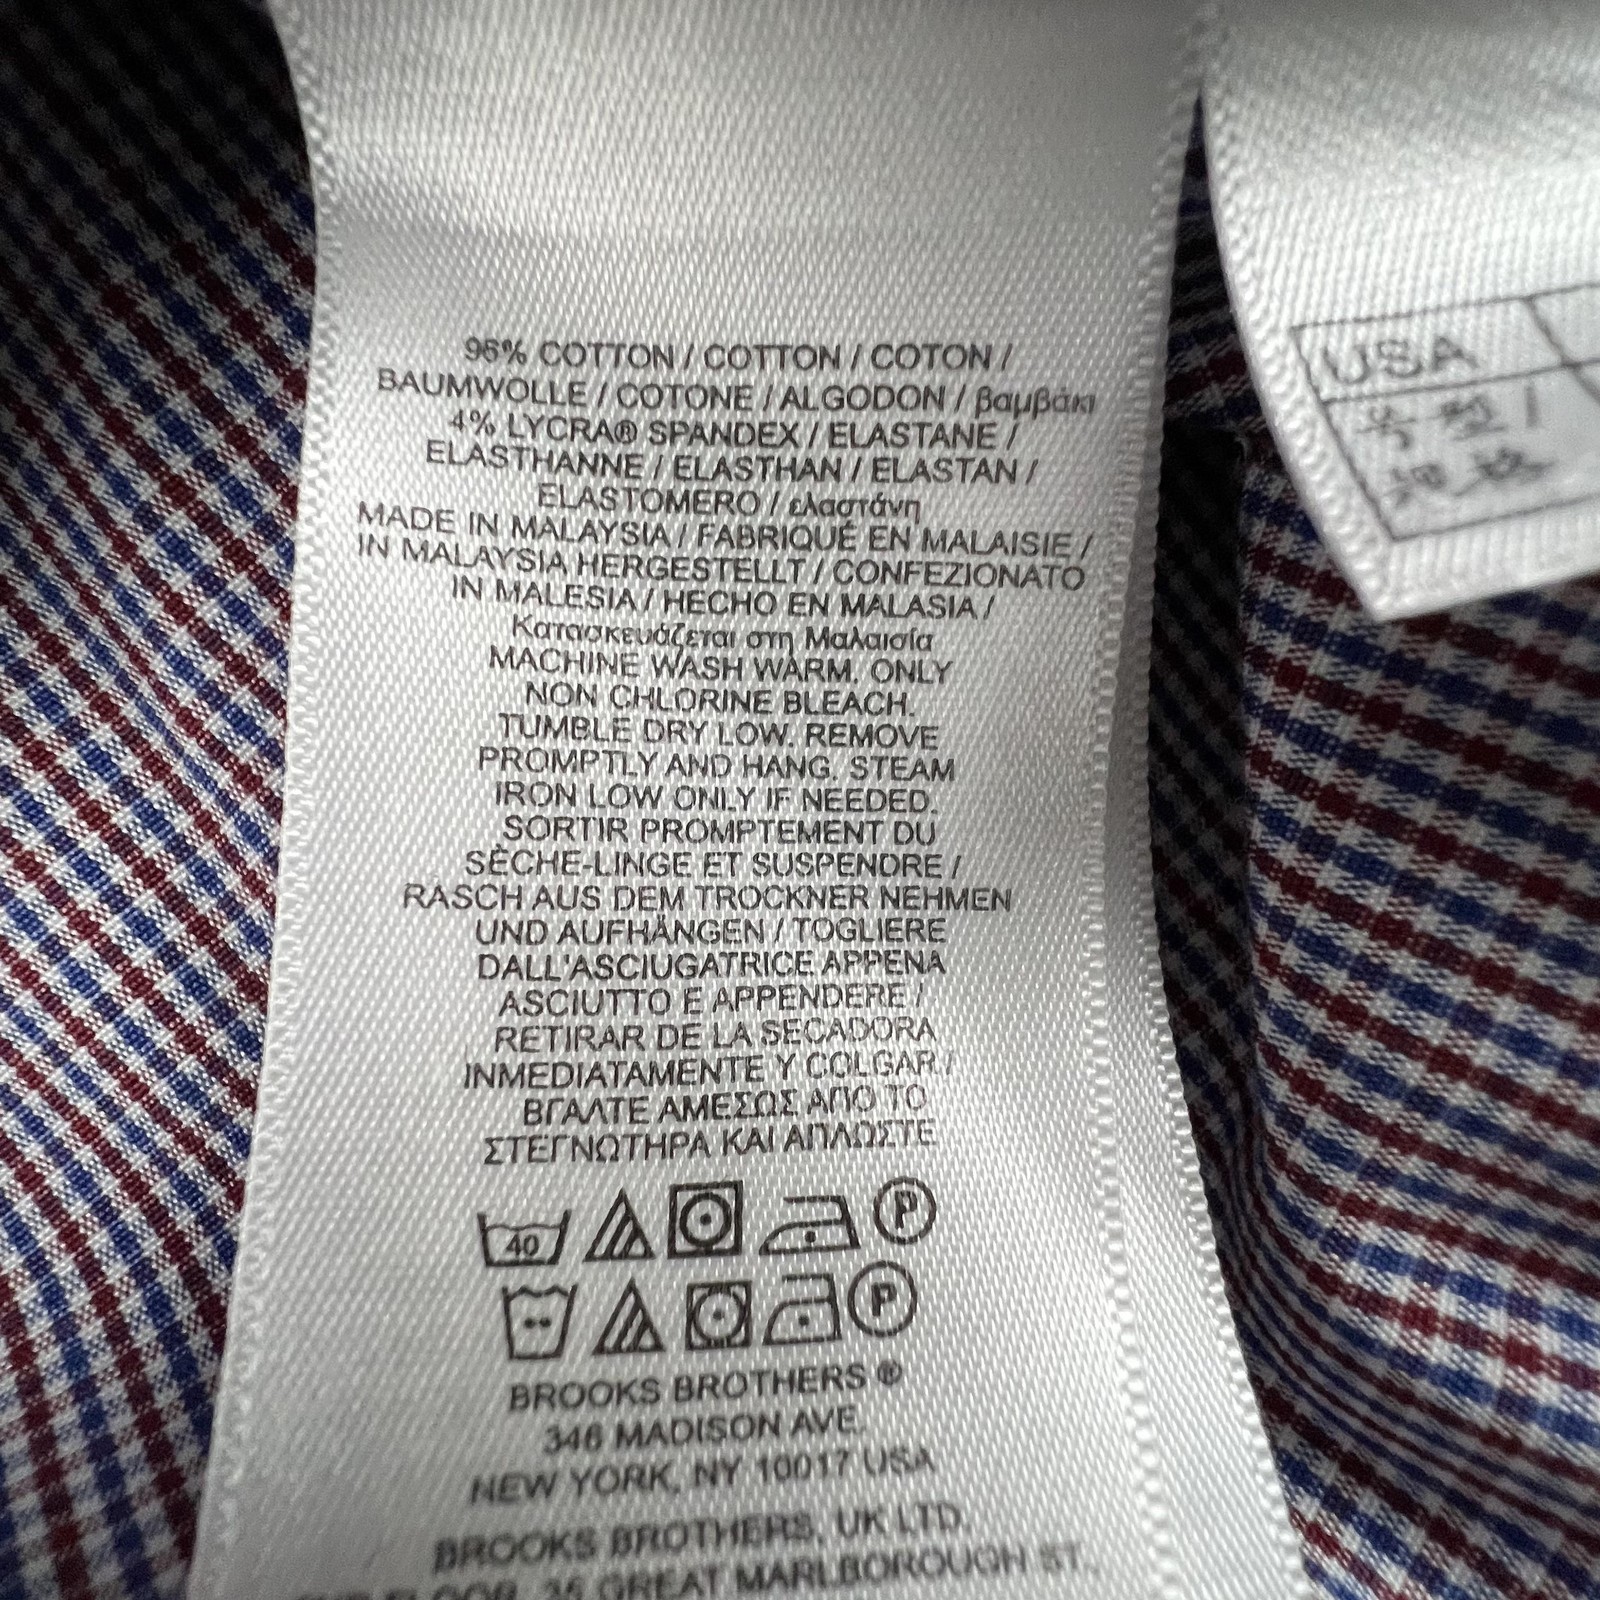 96% COTTON / COTTON / COTON /
BAUMWOLLE / COTONE / ALGODON / βαμβάκι
4% LYCRA® SPANDEX / ELASTANE /
ELASTHANNE / ELASTHAN / ELASTAN /
ELASTOMERO / ελαστάνη
MADE IN MALAYSIA / FABRIQUÉ EN MALAISIE /
IN MALAYSIA HERGESTELLT / CONFEZIONATO
IN MALESIA / HECHO EN MALASIA /
Κατασκευάζεται στη Μαλαισία
MACHINE WASH WARM. ONLY
NON CHLORINE BLEACH.
TUMBLE DRY LOW. REMOVE
PROMPTLY AND HANG. STEAM
IRON LOW ONLY IF NEEDED.
SORTIR PROMPTEMENT DU
SÈCHE-LINGE ET SUSPENDRE /
RASCH AUS DEM TROCKNER NEHMEN
UND AUFHÄNGEN / TOGLIERE
DALL'ASCIUGATRICE APPENA
ASCIUTTO E APPENDERE /
RETIRAR DE LA SECADORA
INMEDIATAMENTE Y COLGAR /
ΒΓΑΛΤΕ ΑΜΕΣΩΣ ΑΠΟ ΤΟ
ΣΤΕΓΝΩΤΗΡΑ ΚΑΙ ΑΠΛΩΣΤΕ
40 P
P
BROOKS BROTHERS ®
346 MADISON AVE.
NEW YORK, NY 10017 USA
BROOKS BROTHERS, UK LTD.
FLOOR, 35 GREAT MARLBOROUGH ST.,
USA